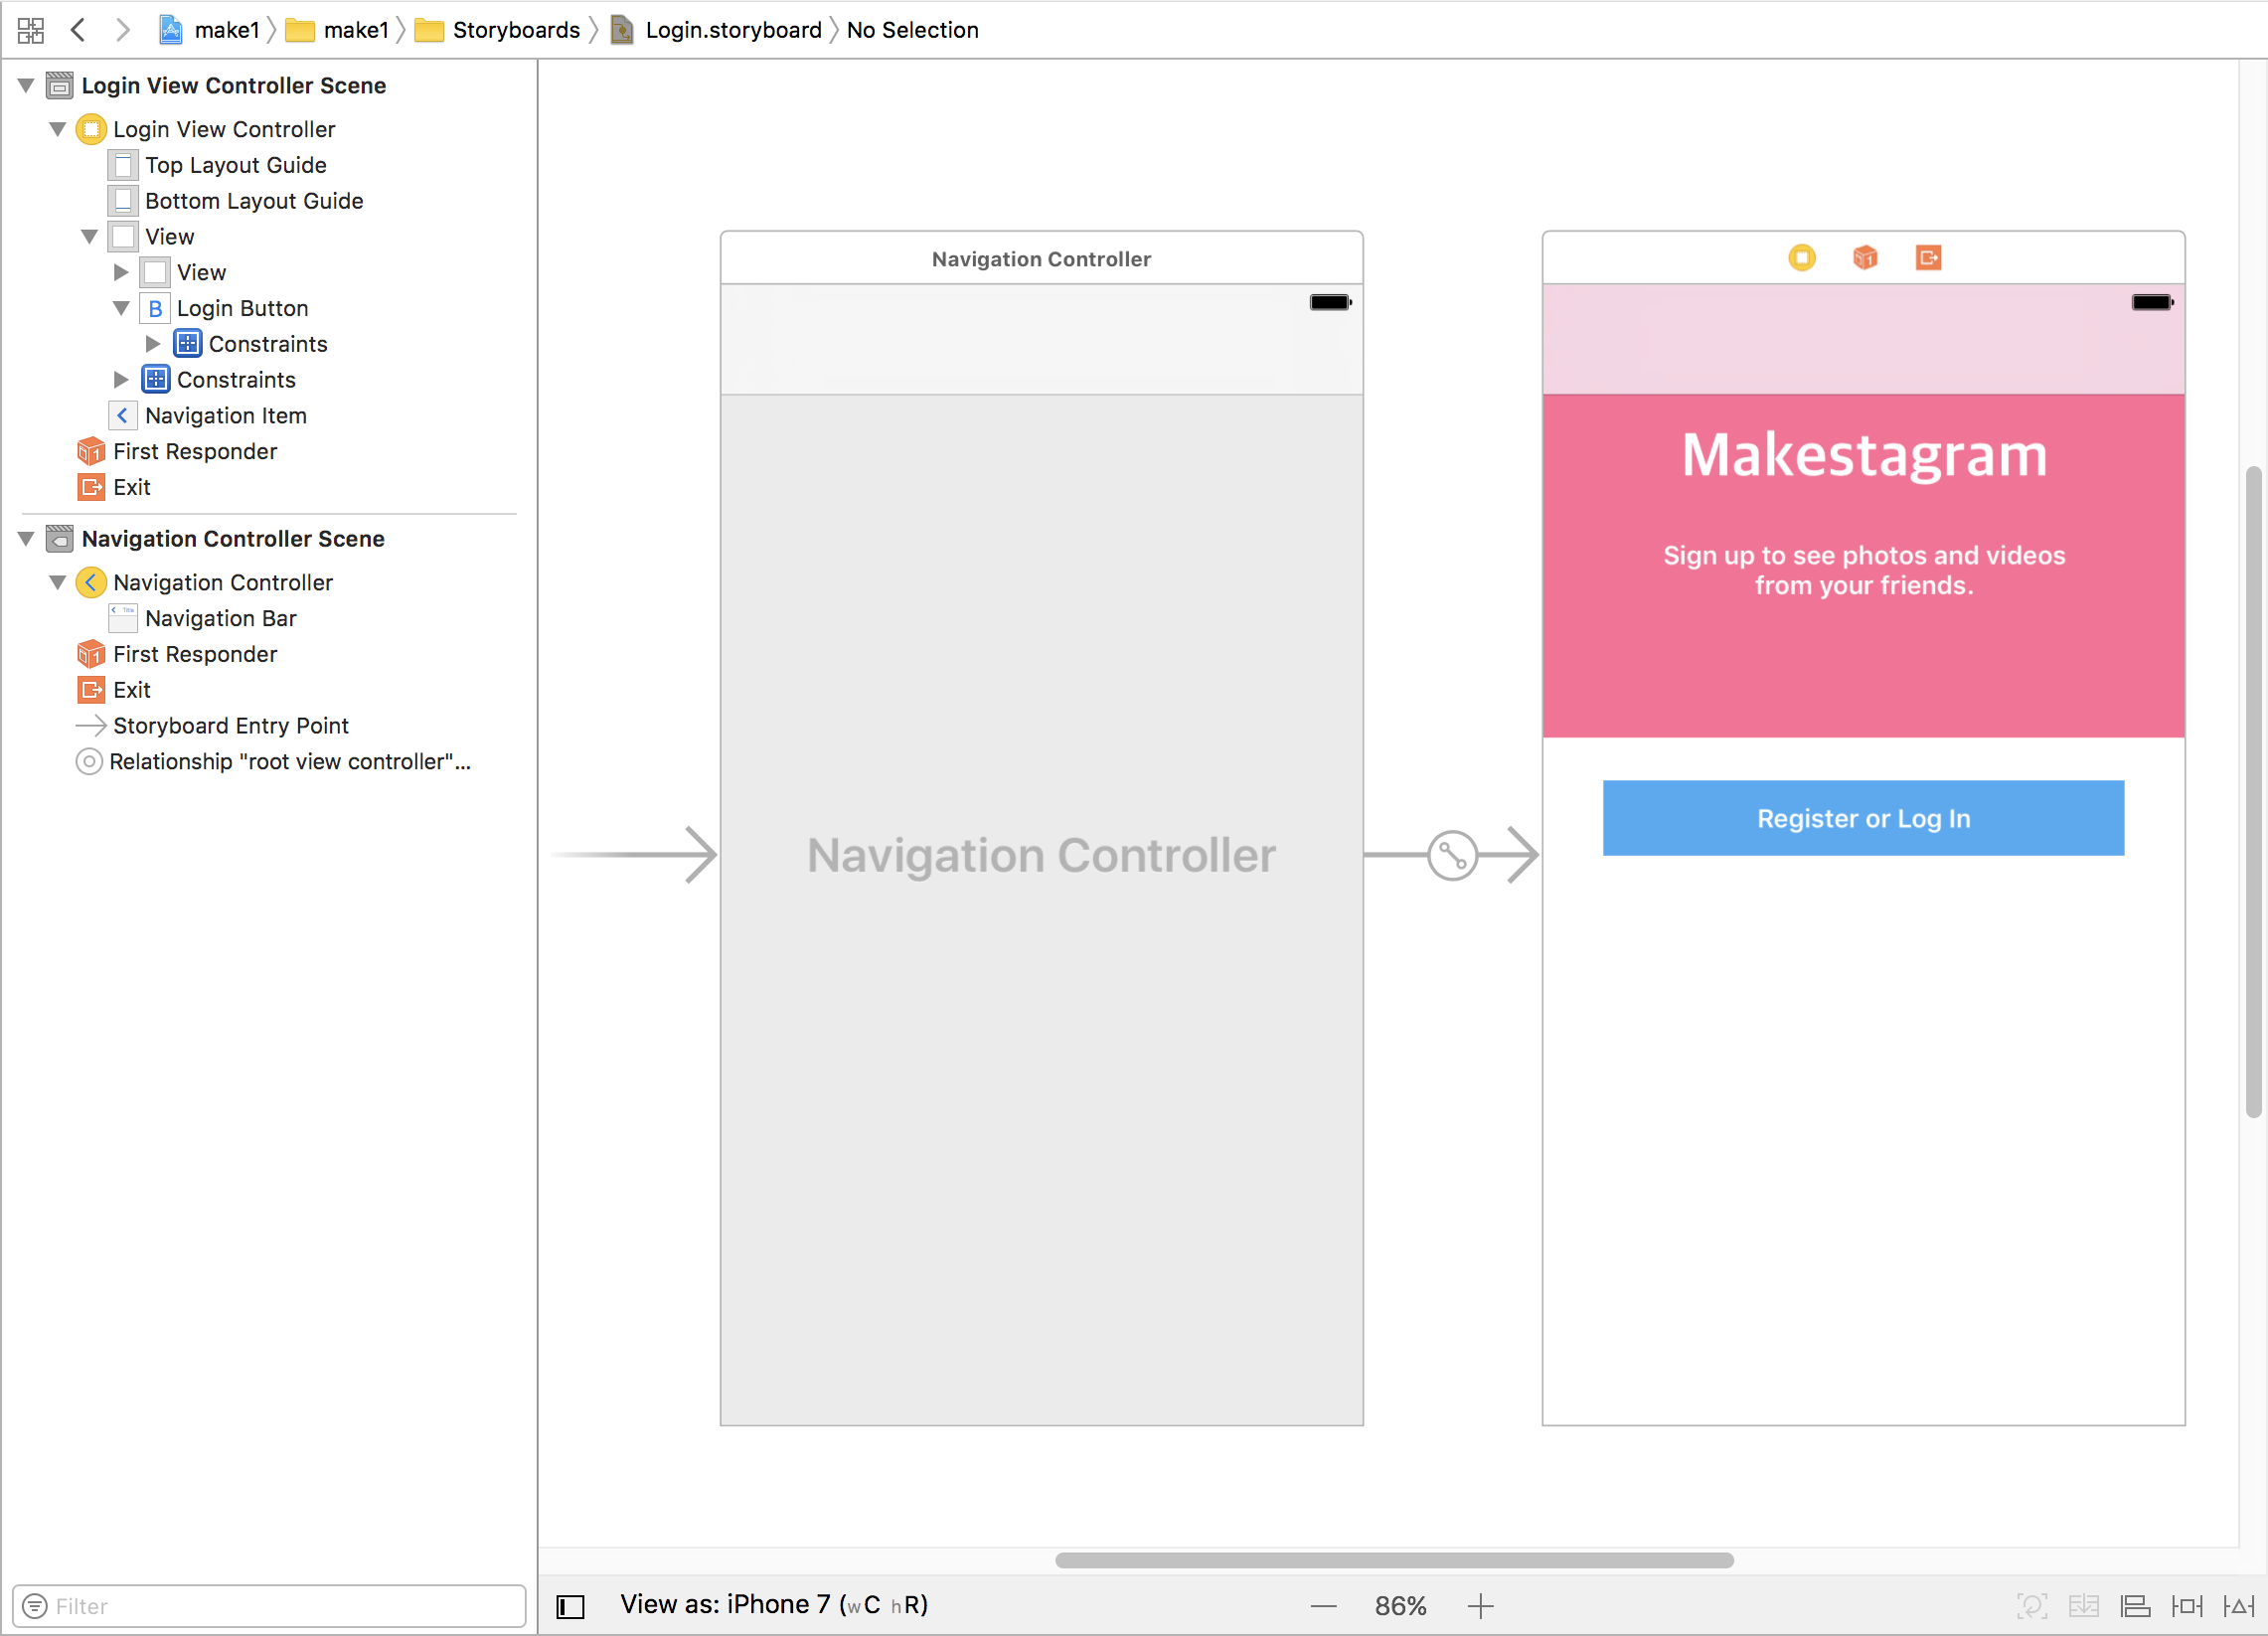 make1 make1 Storyboards Login.storyboard No Selection
Login View Controller Scene
Login View Controller
Top Layout Guide
Bottom Layout Guide
View
View
B Login Button
Constraints
Constraints
Navigation Item
First Responder
Exit
Navigation Controller Scene
Navigation Controller
Title
Navigation Bar
First Responder
Exit
Storyboard Entry Point
Relationship "root view controller"...
Filter
Navigation Controller
Navigation Controller
1
Makestagram
Sign up to see photos and videos
from your friends.
Register or Log In
View as: iPhone 7 (wC hR)
86%